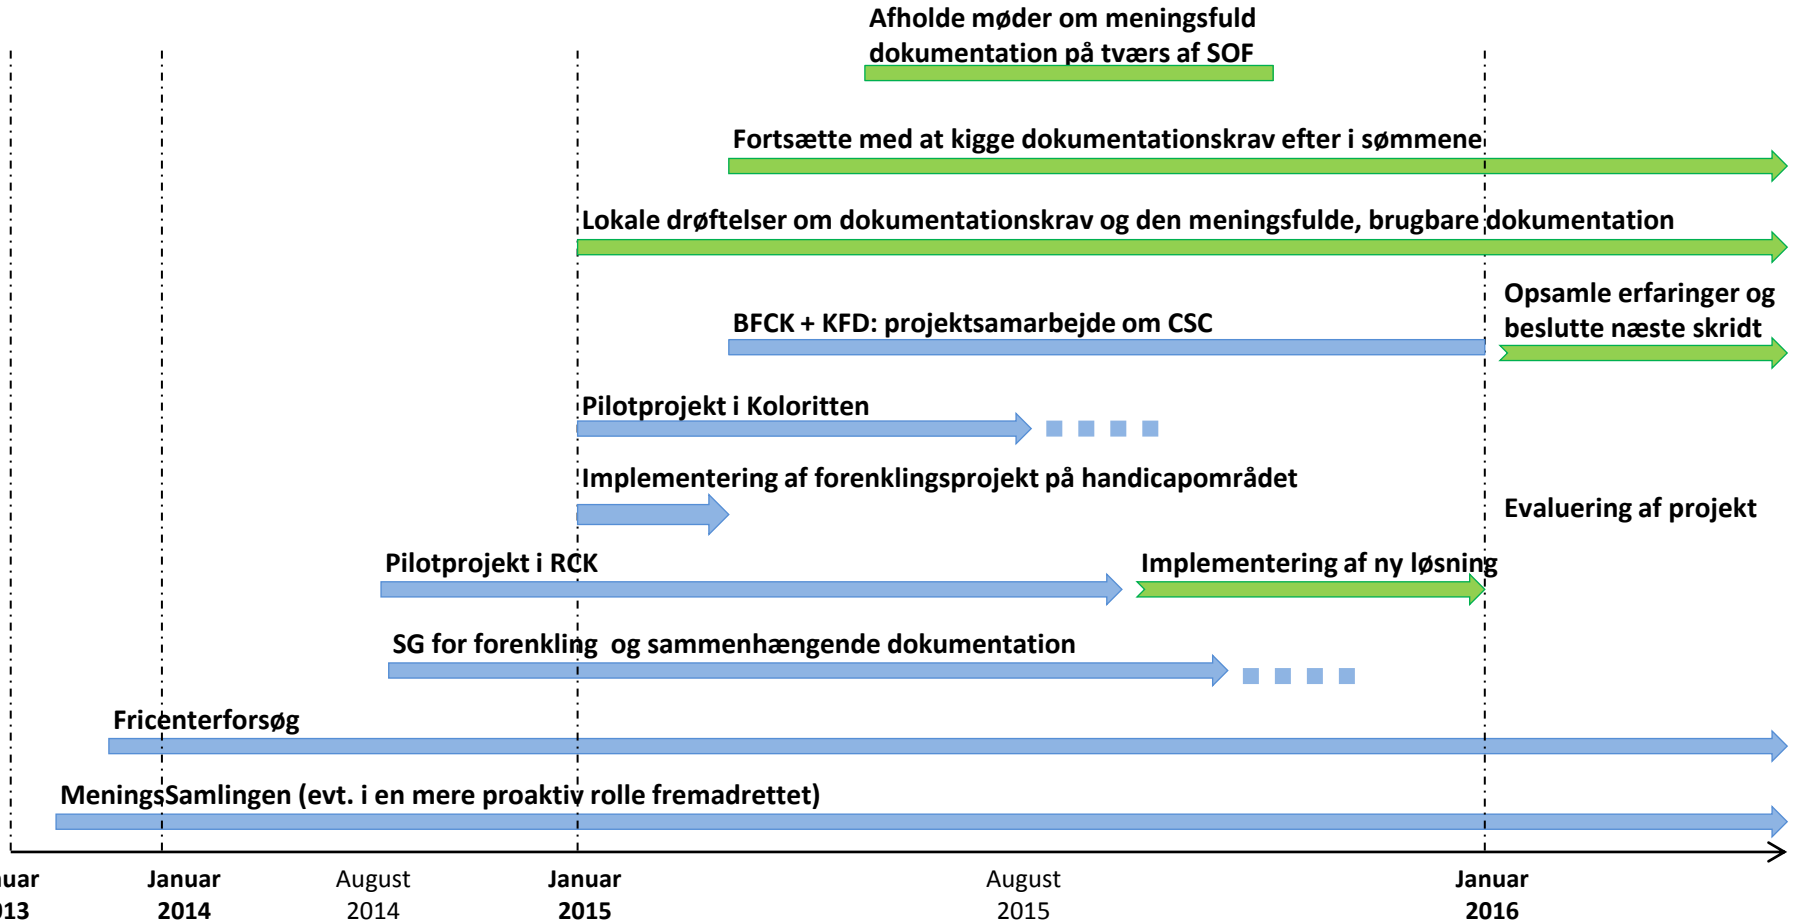 Afholde møder om meningsfuld
dokumentation på tværs af SOF
Fortsætte med at kigge dokumentationskrav efter i sømmene
Lokale drøftelser om dokumentationskrav og den meningsfulde, brugbare dokumentation
Opsamle erfaringer og
beslutte næste skridt
BFCK + KFD: projektsamarbejde om CSC
Pilotprojekt i Koloritten
Implementering af forenklingsprojekt på handicapområdet
Evaluering af projekt
Pilotprojekt i RCK
Implementering af ny løsning
SG for forenkling og sammenhængende dokumentation
Fricenterforsøg
MeningsSamlingen (evt. i en mere proaktiv rolle fremadrettet)
nuar
013
Januar
2014
August
2014
Januar
2015
August
2015
Januar
2016